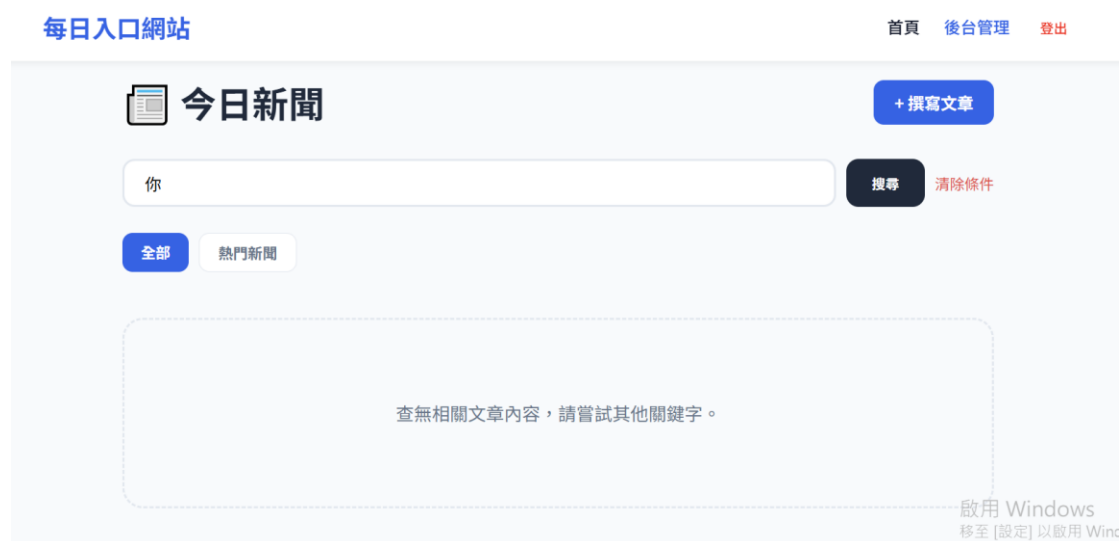 每日入口網站
首頁 後台管理 登出
今日新聞
+ 撰寫文章
你
搜尋 清除條件
全部 熱門新聞
查無相關文章內容，請嘗試其他關鍵字。
啟用 Windows
移至 [設定] 以啟用 Wind